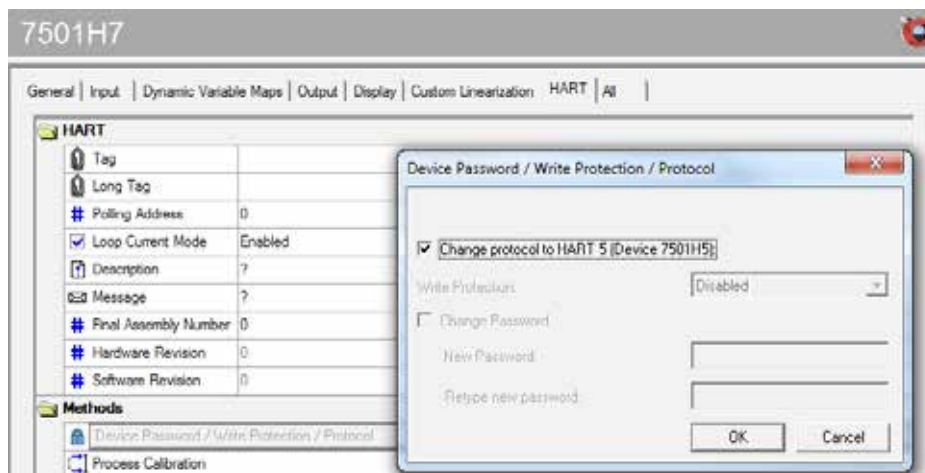 7501H7
General | Input | Dynamic Variable Maps | Output | Display | Custom Linearization HART | All |
HART
Tag
Long Tag
# Polling Address 0
Loop Current Mode Enabled
Description ?
Message ?
# Final Assembly Number 0
# Hardware Revision 0
# Software Revision 0
Methods
Device Password / Write Protection / Protocol
Process Calibration
Device Password / Write Protection / Protocol
Change protocol to HART 5 (Device 7501H5);
Write Protection: Disabled
Change Password
New Password:
Retype new password:
OK Cancel